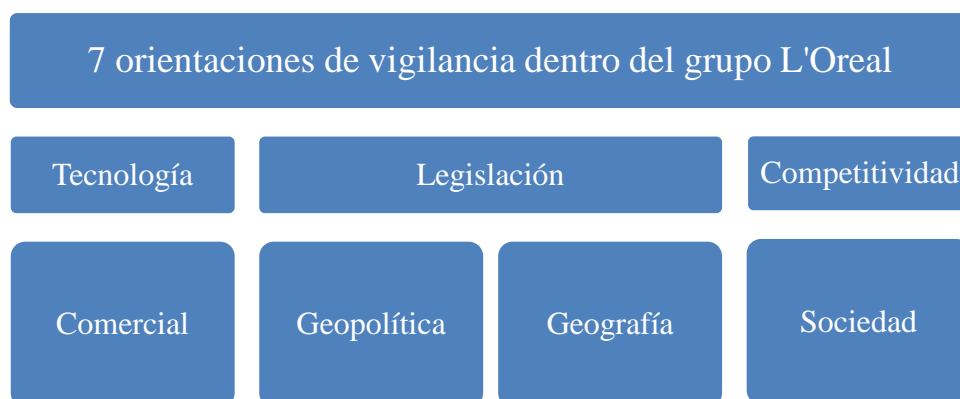 7 orientaciones de vigilancia dentro del grupo L'Oreal
Tecnología
Legislación
Competitividad
Comercial
Geopolítica
Geografía
Sociedad